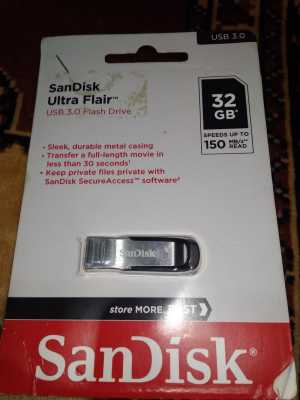 USB 3.0
SanDisk
Ultra Flair™
USB 3.0 Flash Drive
32
GB*
SPEEDS UP TO
150 MB/s**
READ
• Sleek, durable metal casing
• Transfer a full-length movie in
less than 30 seconds¹
• Keep private files private with
SanDisk SecureAccess™ software²
SanDisk
store MORE.
SanDisk®